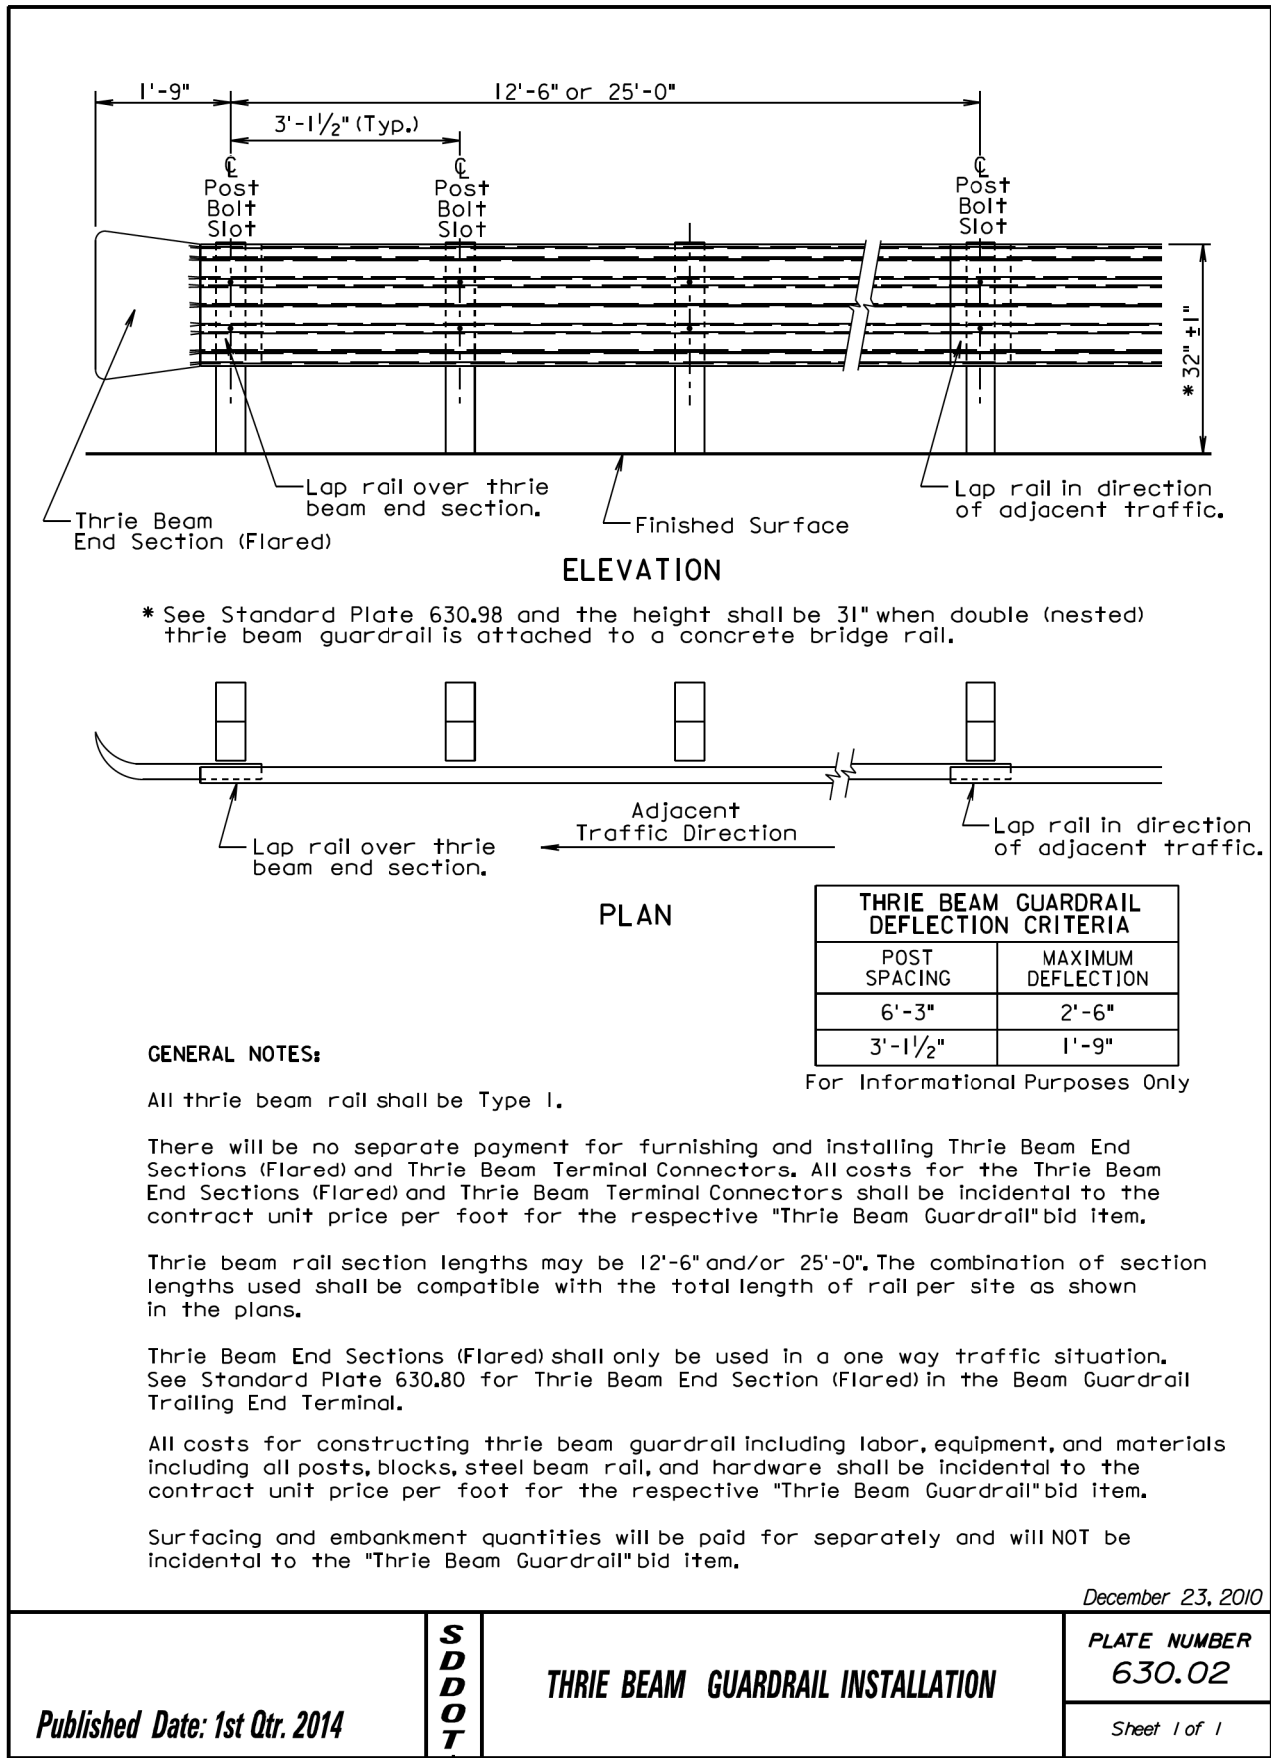 1'-9"
12'-6" or 25'-0"
3'-1 1/2" (Typ.)
℄
Post
Bolt
Slot
℄
Post
Bolt
Slot
℄
Post
Bolt
Slot
* 32" ±1"
Lap rail over thrie
beam end section.
Lap rail in direction
of adjacent traffic.
Thrie Beam
End Section (Flared)
Finished Surface
ELEVATION
* See Standard Plate 630.98 and the height shall be 31" when double (nested)
thrie beam guardrail is attached to a concrete bridge rail.
Adjacent
Traffic Direction
Lap rail over thrie
beam end section.
Lap rail in direction
of adjacent traffic.
PLAN
THRIE BEAM GUARDRAIL
DEFLECTION CRITERIA
POST
SPACING
MAXIMUM
DEFLECTION
6'-3" 2'-6"
3'-1 1/2" 1'-9"
For Informational Purposes Only
GENERAL NOTES:
All thrie beam rail shall be Type 1.
There will be no separate payment for furnishing and installing Thrie Beam End
Sections (Flared) and Thrie Beam Terminal Connectors. All costs for the Thrie Beam
End Sections (Flared) and Thrie Beam Terminal Connectors shall be incidental to the
contract unit price per foot for the respective "Thrie Beam Guardrail" bid item.
Thrie beam rail section lengths may be 12'-6" and/or 25'-0". The combination of section
lengths used shall be compatible with the total length of rail per site as shown
in the plans.
Thrie Beam End Sections (Flared) shall only be used in a one way traffic situation.
See Standard Plate 630.80 for Thrie Beam End Section (Flared) in the Beam Guardrail
Trailing End Terminal.
All costs for constructing thrie beam guardrail including labor, equipment, and materials
including all posts, blocks, steel beam rail, and hardware shall be incidental to the
contract unit price per foot for the respective "Thrie Beam Guardrail" bid item.
Surfacing and embankment quantities will be paid for separately and will NOT be
incidental to the "Thrie Beam Guardrail" bid item.
December 23, 2010
Published Date: 1st Qtr. 2014
S
D
D
O
T
THRIE BEAM GUARDRAIL INSTALLATION
PLATE NUMBER
630.02
Sheet 1 of 1